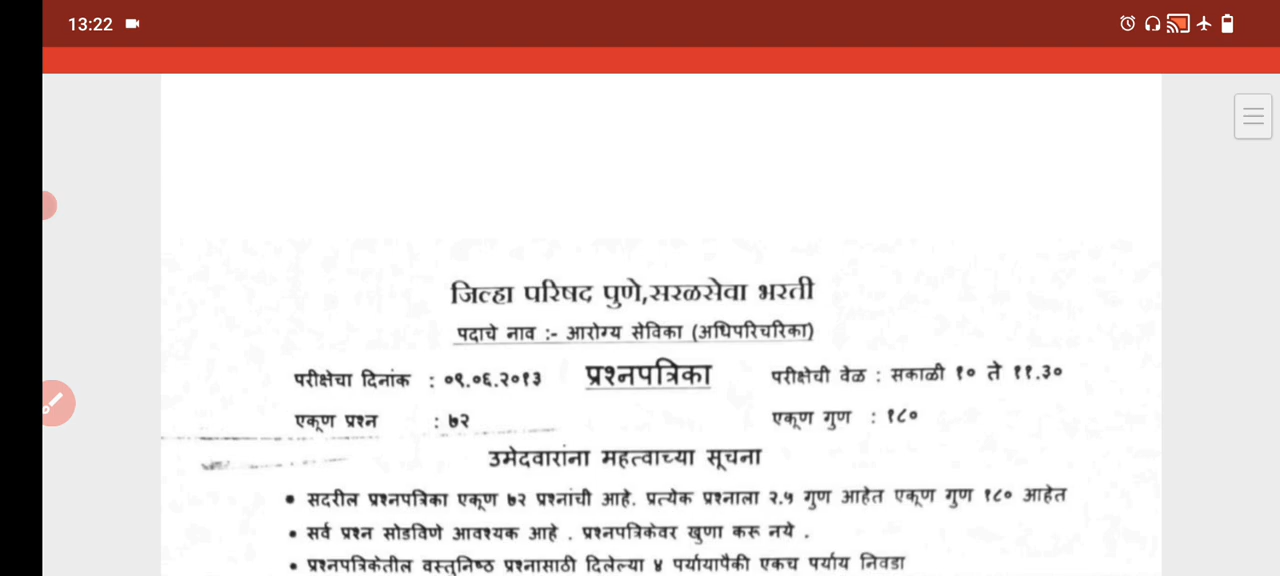 13:22
जिल्हा परिषद पुणे,सरळसेवा भरती
पदाचे नाव :- आरोग्य सेविका (अधिपरिचरिका)
परीक्षेचा दिनांक : ०९.०६.२०१३ प्रश्नपत्रिका परीक्षेची वेळ : सकाळी १० ते ११.३०
एकूण प्रश्न : ७२ एकूण गुण : १८०
उमेदवारांना महत्वाच्या सूचना
• सदरील प्रश्नपत्रिका एकूण ७२ प्रश्नांची आहे. प्रत्येक प्रश्नाला २.५ गुण आहेत एकूण गुण १८० आहेत
• सर्व प्रश्न सोडविणे आवश्यक आहे . प्रश्नपत्रिकेवर खुणा करू नये .
• प्रश्नपत्रिकेतील वस्तुनिष्ठ प्रश्नासाठी दिलेल्या ४ पर्यायापैकी एकच पर्याय निवडा